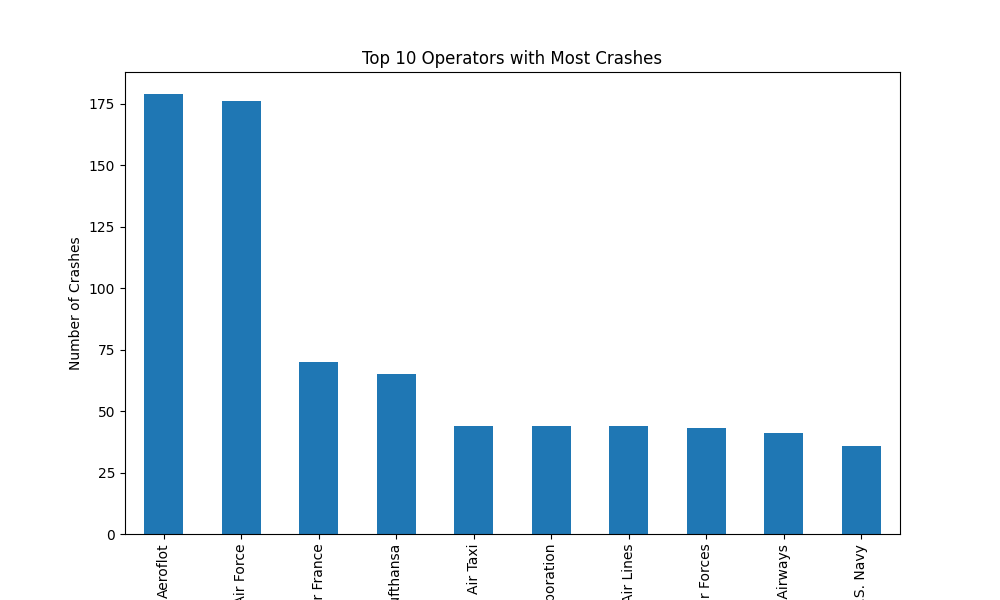 Top 10 Operators with Most Crashes
Number of Crashes
175
150
125
100
75
50
25
0
Aeroflot
Air Force
r France
ufthansa
Air Taxi
poration
Air Lines
r Forces
Airways
.S. Navy